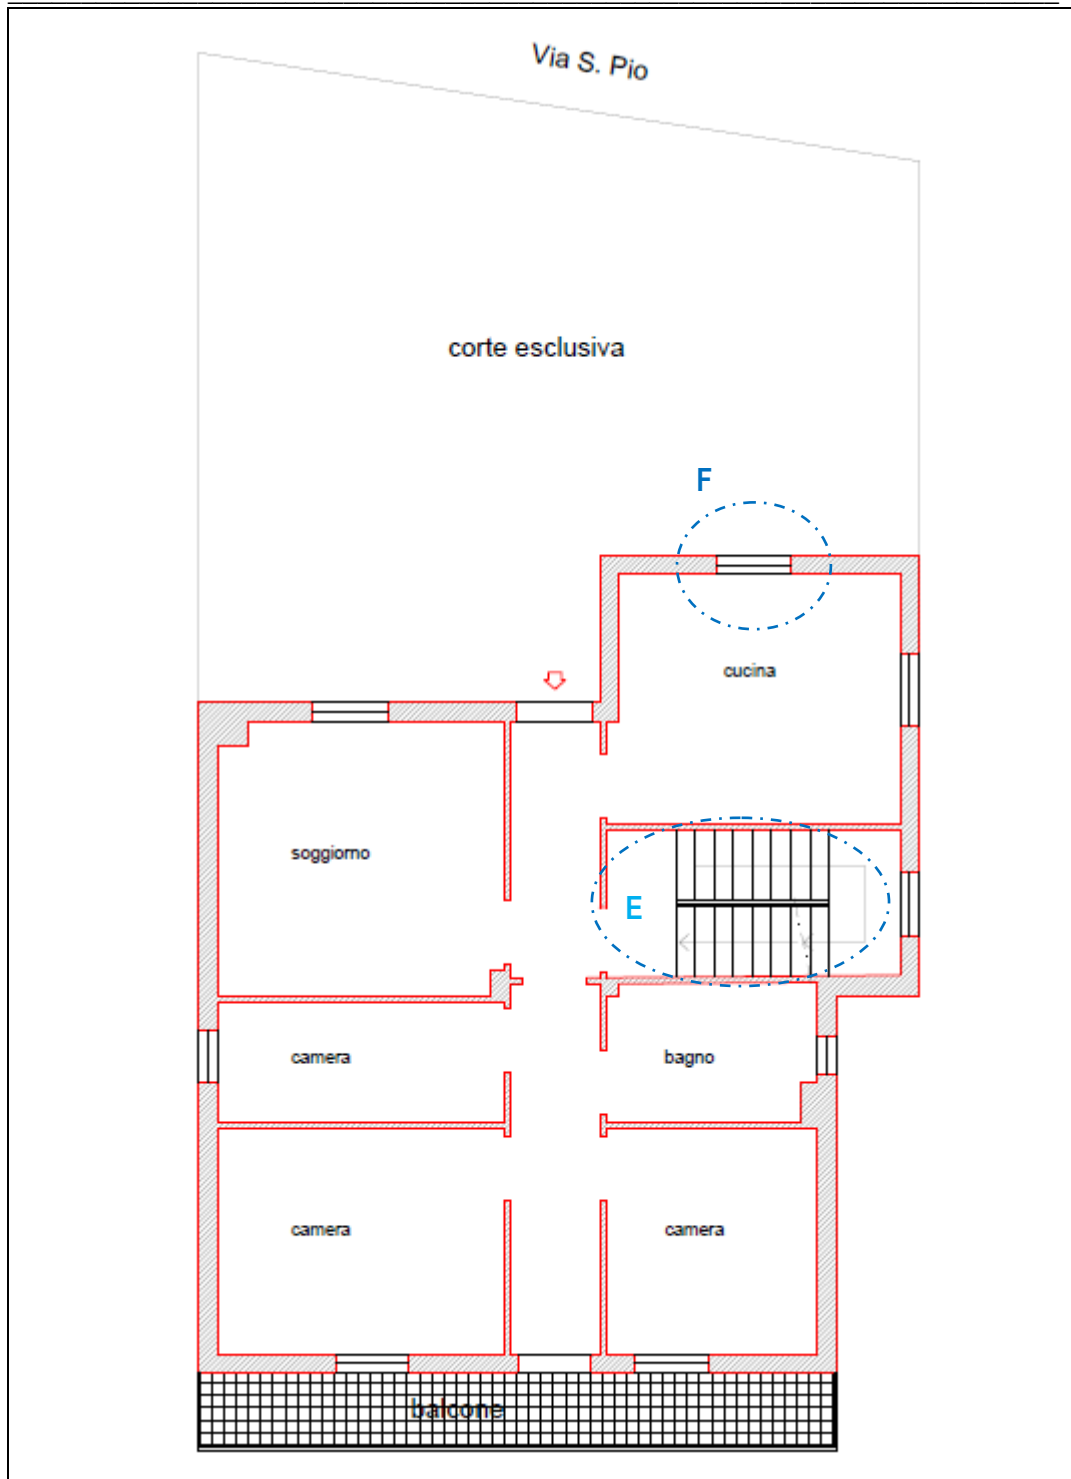 Via S. Pio
corte esclusiva
F
cucina
soggiorno
E
camera
bagno
camera
camera
balcone